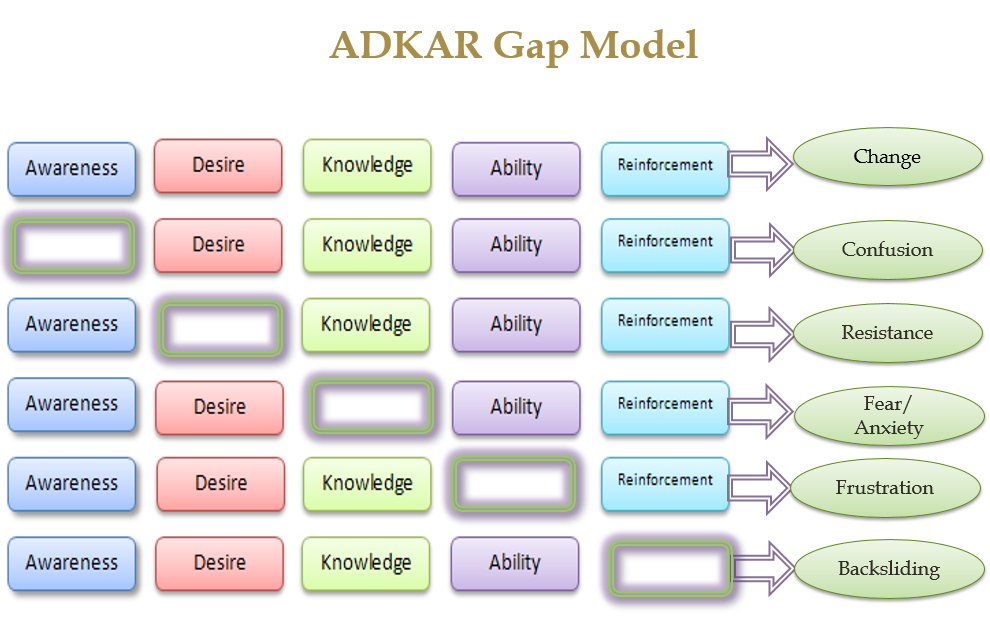 ADKAR Gap Model
Awareness Desire Knowledge Ability Reinforcement Change
Desire Knowledge Ability Reinforcement Confusion
Awareness Knowledge Ability Reinforcement Resistance
Awareness Desire Ability Reinforcement Fear/
Anxiety
Awareness Desire Knowledge Reinforcement Frustration
Awareness Desire Knowledge Ability Backsliding